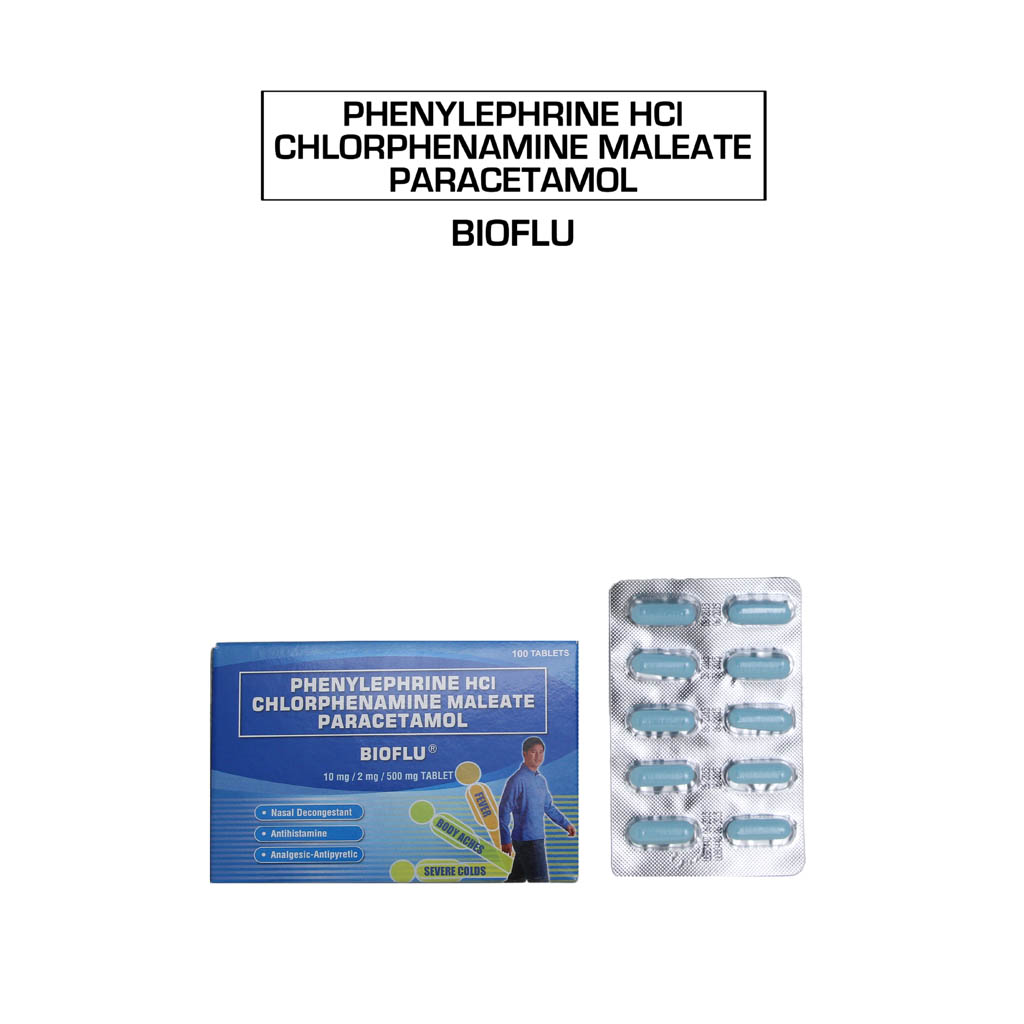 PHENYLEPHRINE HCl
CHLORPHENAMINE MALEATE
PARACETAMOL
BIOFLU
100 TABLETS
PHENYLEPHRINE HCl
CHLORPHENAMINE MALEATE
PARACETAMOL
BIOFLU®
10 mg / 2 mg / 500 mg TABLET
• Nasal Decongestant
• Antihistamine
• Analgesic-Antipyretic
FEVER
BODY ACHES
SEVERE COLDS